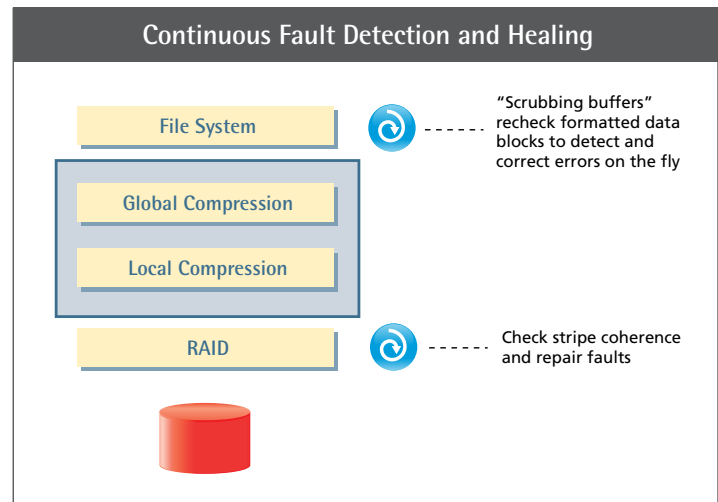 Continuous Fault Detection and Healing
File System
“Scrubbing buffers”
recheck formatted data
blocks to detect and
correct errors on the fly
Global Compression
Local Compression
RAID
Check stripe coherence
and repair faults